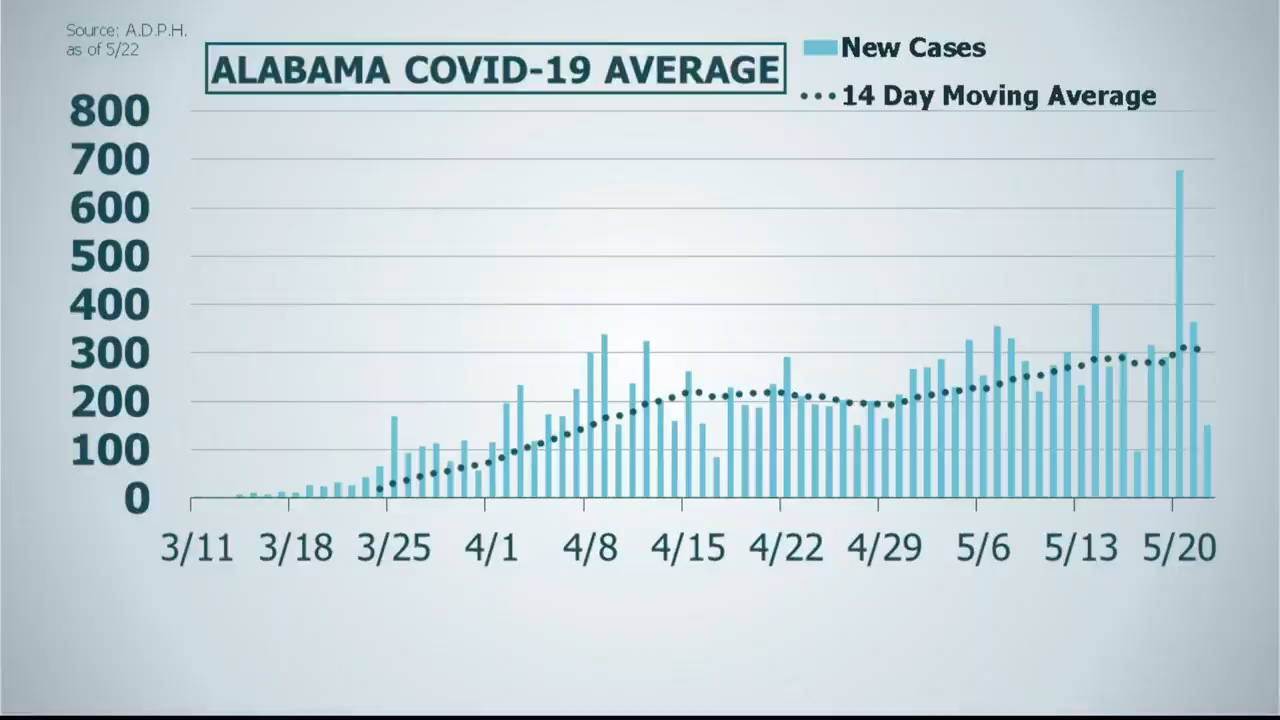 Source: A.D.P.H.
as of 5/22
ALABAMA COVID-19 AVERAGE
New Cases
14 Day Moving Average
800
700
600
500
400
300
200
100
0
3/11 3/18 3/25 4/1 4/8 4/15 4/22 4/29 5/6 5/13 5/20